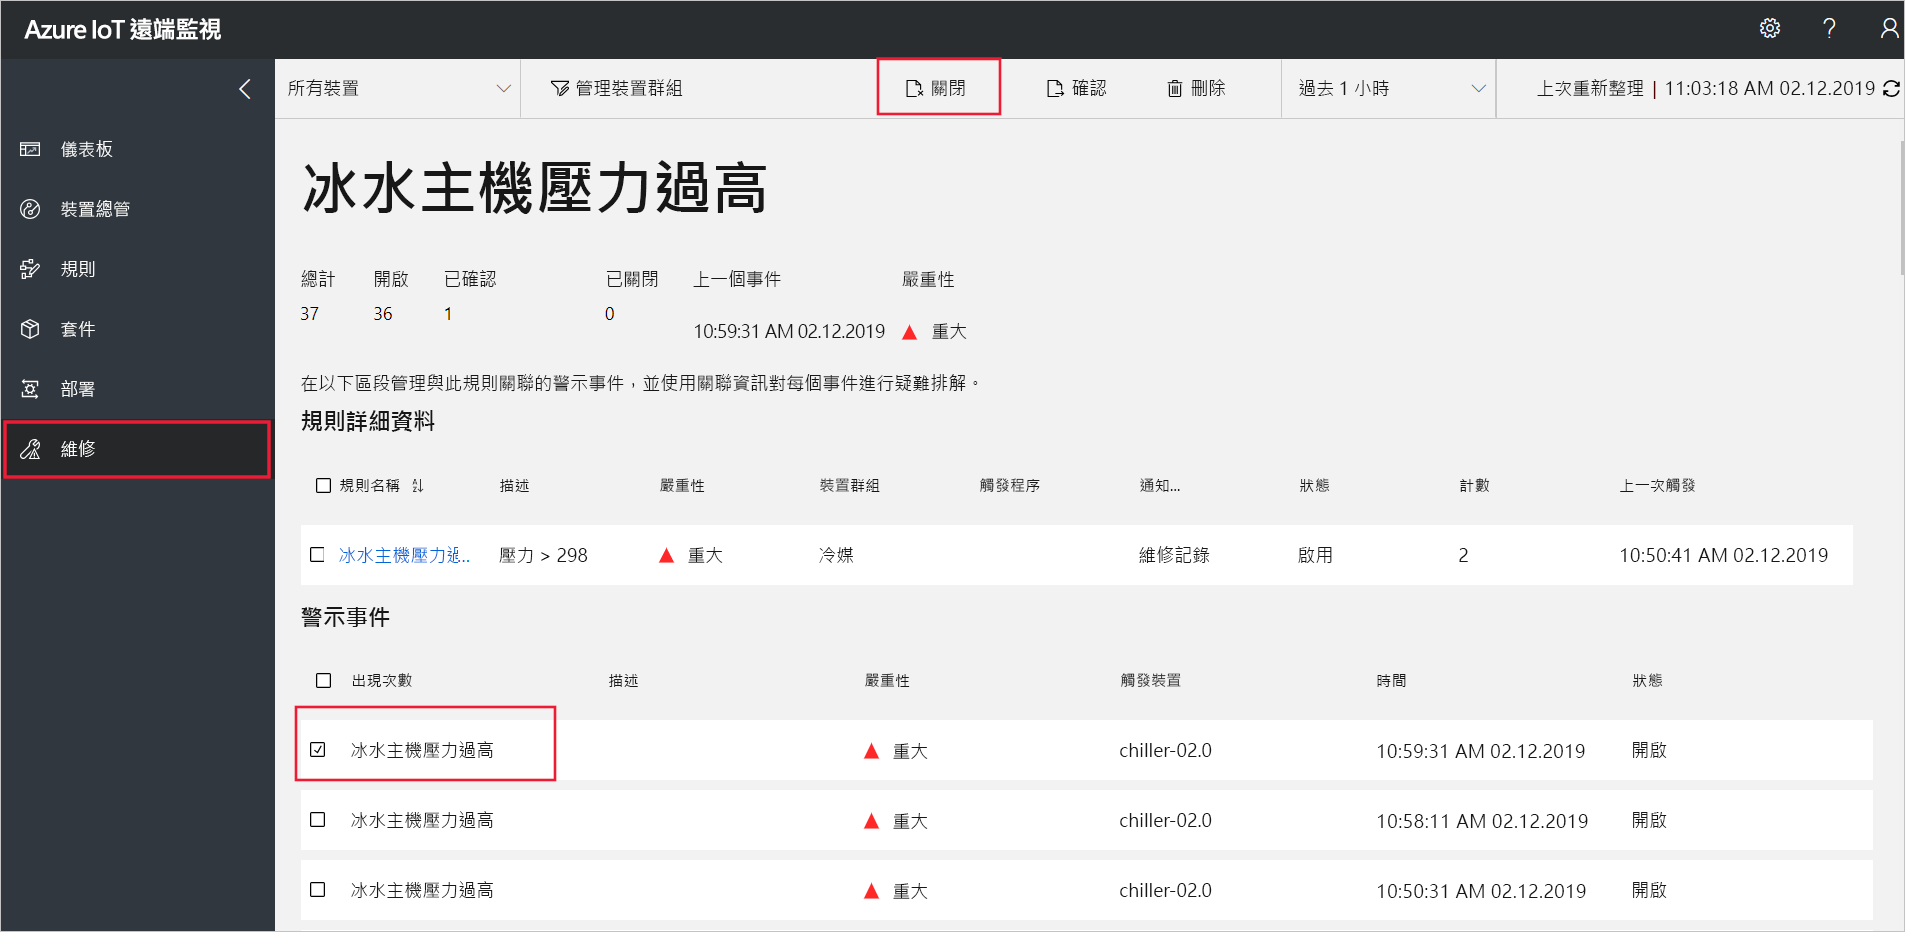 Azure IoT 遠端監視
所有裝置
管理裝置群組
關閉
確認
刪除
過去 1 小時
上次重新整理 | 11:03:18 AM 02.12.2019
儀表板
裝置總管
規則
套件
部署
維修
冰水主機壓力過高
總計 開啟 已確認 已關閉 上一個事件 嚴重性
37 36 1 0
10:59:31 AM 02.12.2019 重大
在以下區段管理與此規則關聯的警示事件，並使用關聯資訊對每個事件進行疑難排解。
規則詳細資料
規則名稱 描述 嚴重性 裝置群組 觸發程序 通知... 狀態 計數 上一次觸發
冰水主機壓力過.. 壓力 > 298 重大 冷媒 維修記錄 啟用 2 10:50:41 AM 02.12.2019
警示事件
出現次數 描述 嚴重性 觸發裝置 時間 狀態
冰水主機壓力過高 重大 chiller-02.0 10:59:31 AM 02.12.2019 開啟
冰水主機壓力過高 重大 chiller-02.0 10:58:11 AM 02.12.2019 開啟
冰水主機壓力過高 重大 chiller-02.0 10:50:31 AM 02.12.2019 開啟